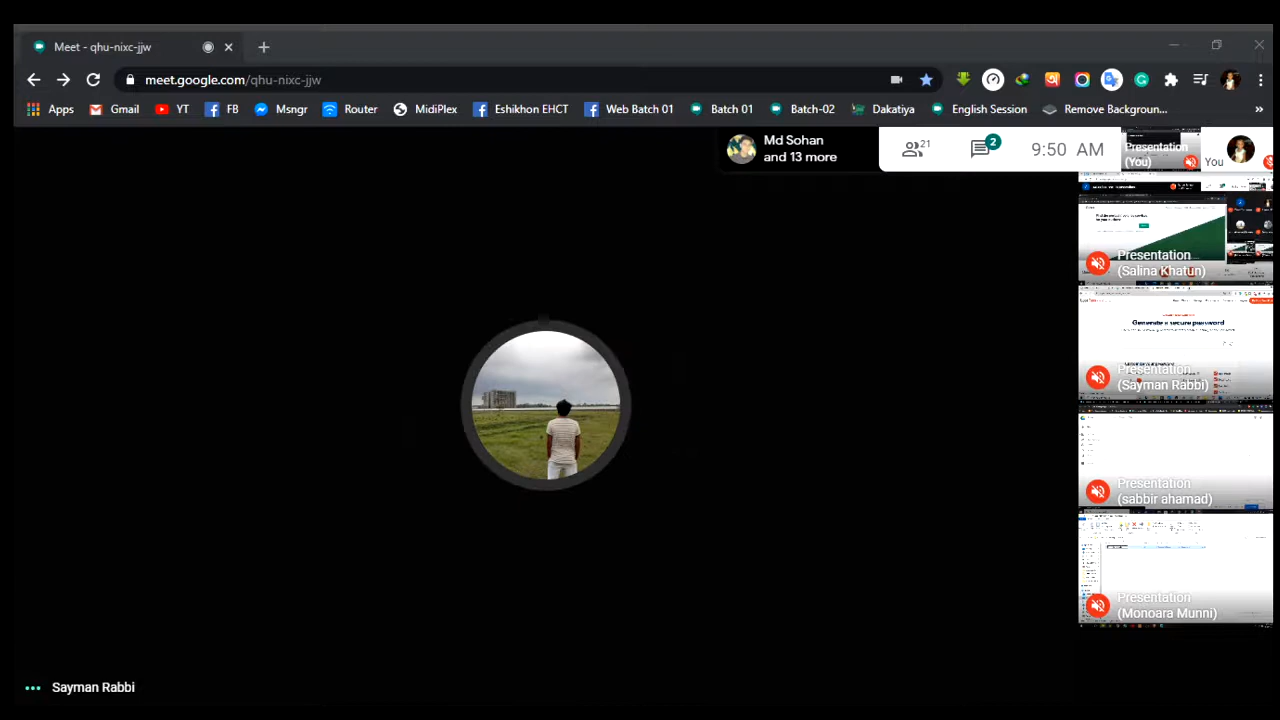 Meet - qhu-nixc-jjw
meet.google.com/qhu-nixc-jjw
Apps Gmail YT FB Msngr Router MidiPlex Eshikhon EHCT Web Batch 01 Batch 01 Batch-02 Dakatiya English Session Remove Backgroun... »
Md Sohan
and 13 more
21
2
9:50 AM
Presentation
(You)
You
Presentation
(Salina Khatun)
Generate a secure password
Presentation
(Sayman Rabbi)
Presentation
(sabbir ahamad)
Presentation
(Monoara Munni)
Sayman Rabbi